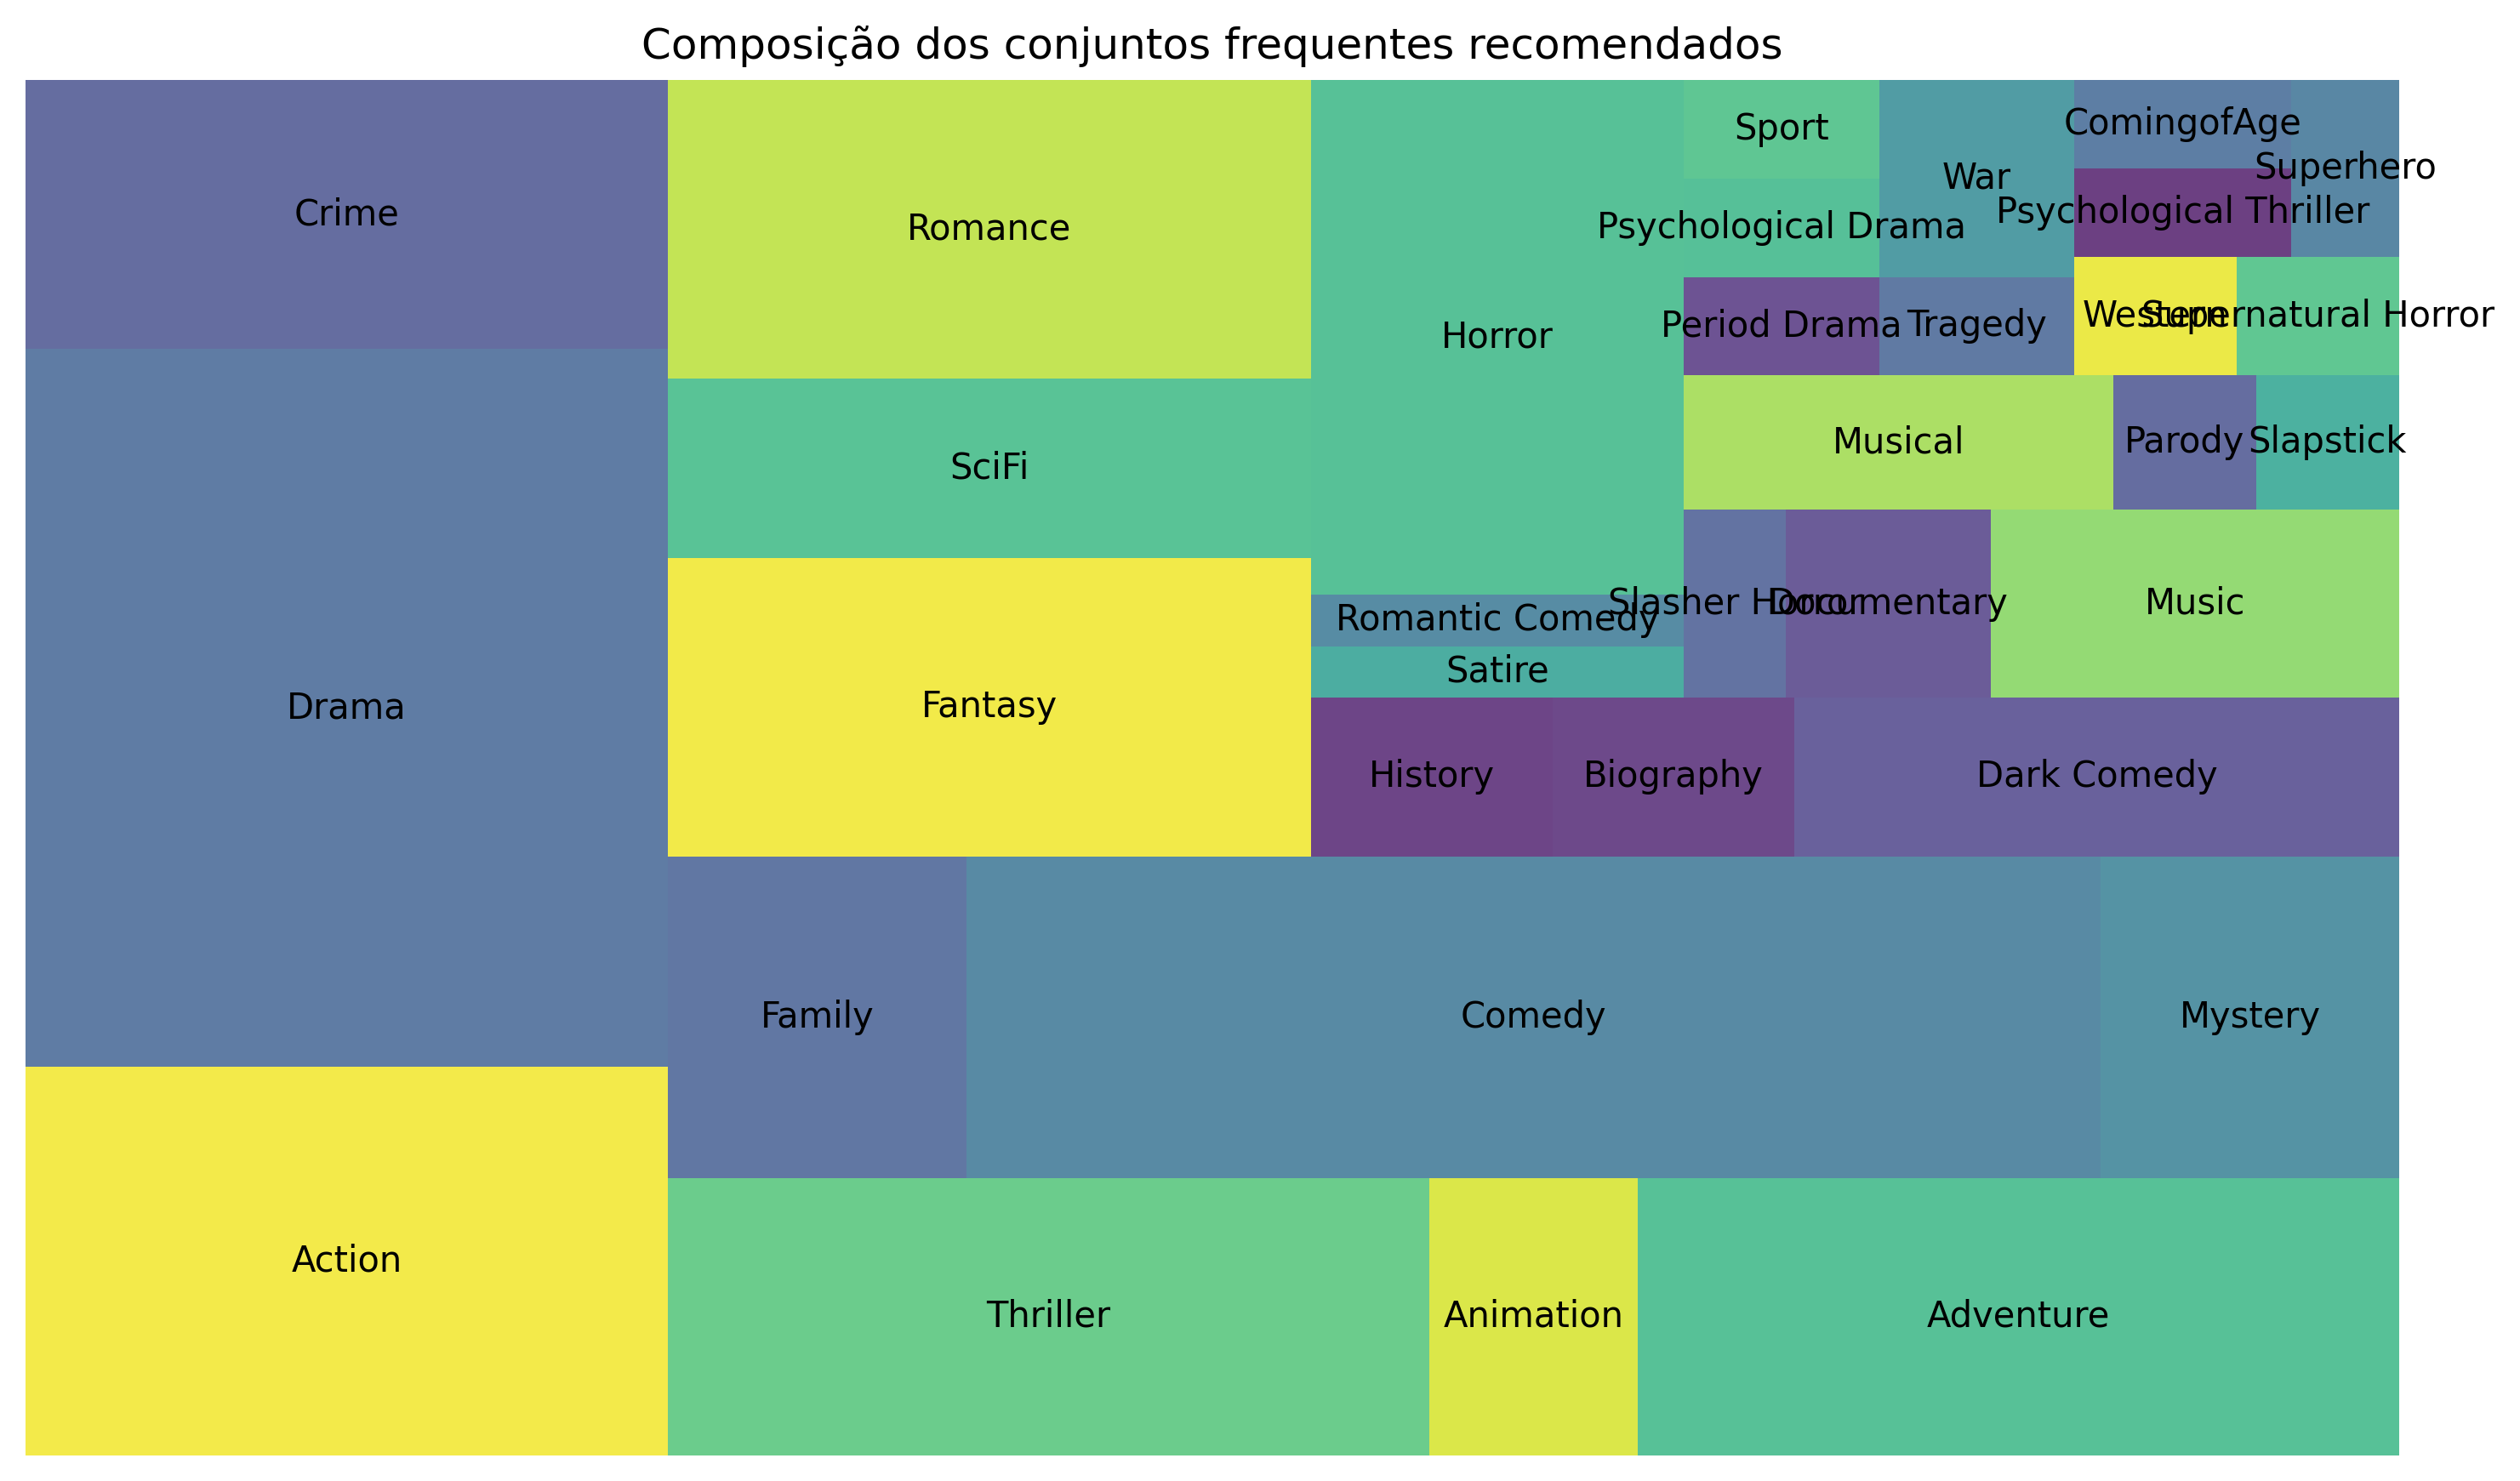 Composição dos conjuntos frequentes recomendados
Crime
Romance
Horror
Sport
War
ComingofAge
Superhero
Psychological Drama
Psychological Thriller
Period Drama
Tragedy
Western
Supernatural Horror
SciFi
Musical
Parody
Slapstick
Romantic Comedy
Slasher Horror
Documentary
Music
Satire
Drama
Fantasy
History
Biography
Dark Comedy
Family
Comedy
Mystery
Action
Thriller
Animation
Adventure